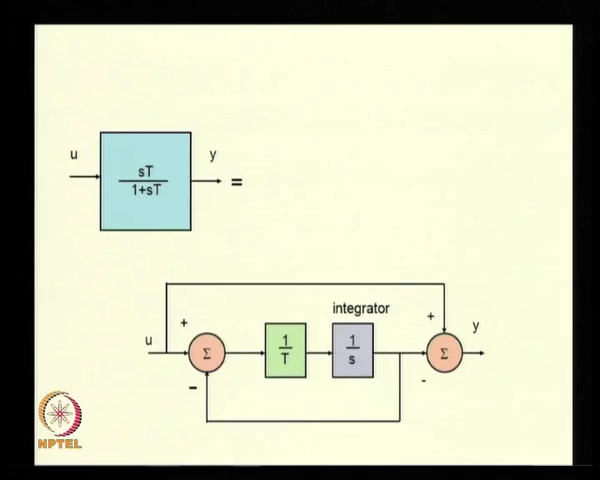 u
y
sT
1+sT
=
integrator
+
+
y
u
Σ
1
T
1
s
Σ
−
-
NPTEL